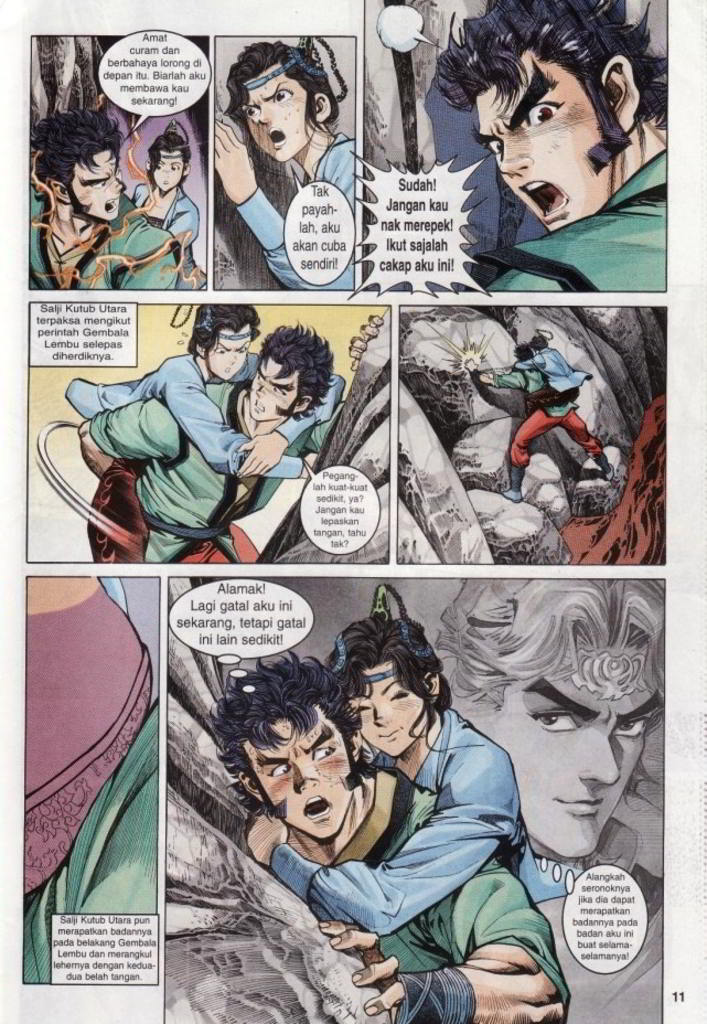 Amat
curam dan
berbahaya lorong di
depan itu. Biarlah aku
membawa kau
sekarang!
Tak
payah-
lah, aku
akan cuba
sendiri!
Sudah!
Jangan kau
nak merepek!
Ikut sajalah
cakap aku ini!
Salji Kutub Utara
terpaksa mengikut
perintah Gembala
Lembu selepas
diherdiknya.
Pegang-
lah kuat-kuat
sedikit, ya?
Jangan kau
lepaskan
tangan, tahu
tak?
Salji Kutub Utara pun
merapatkan badannya
pada belakang Gembala
Lembu dan merangkul
lehernya dengan kedua-
dua belah tangan.
Alamak!
Lagi gatal aku ini
sekarang, tetapi gatal
ini lain sedikit!
Alangkah
seronoknya
jika dia dapat
merapatkan
badannya pada
badan aku ini
buat selama-
selamanya!
11